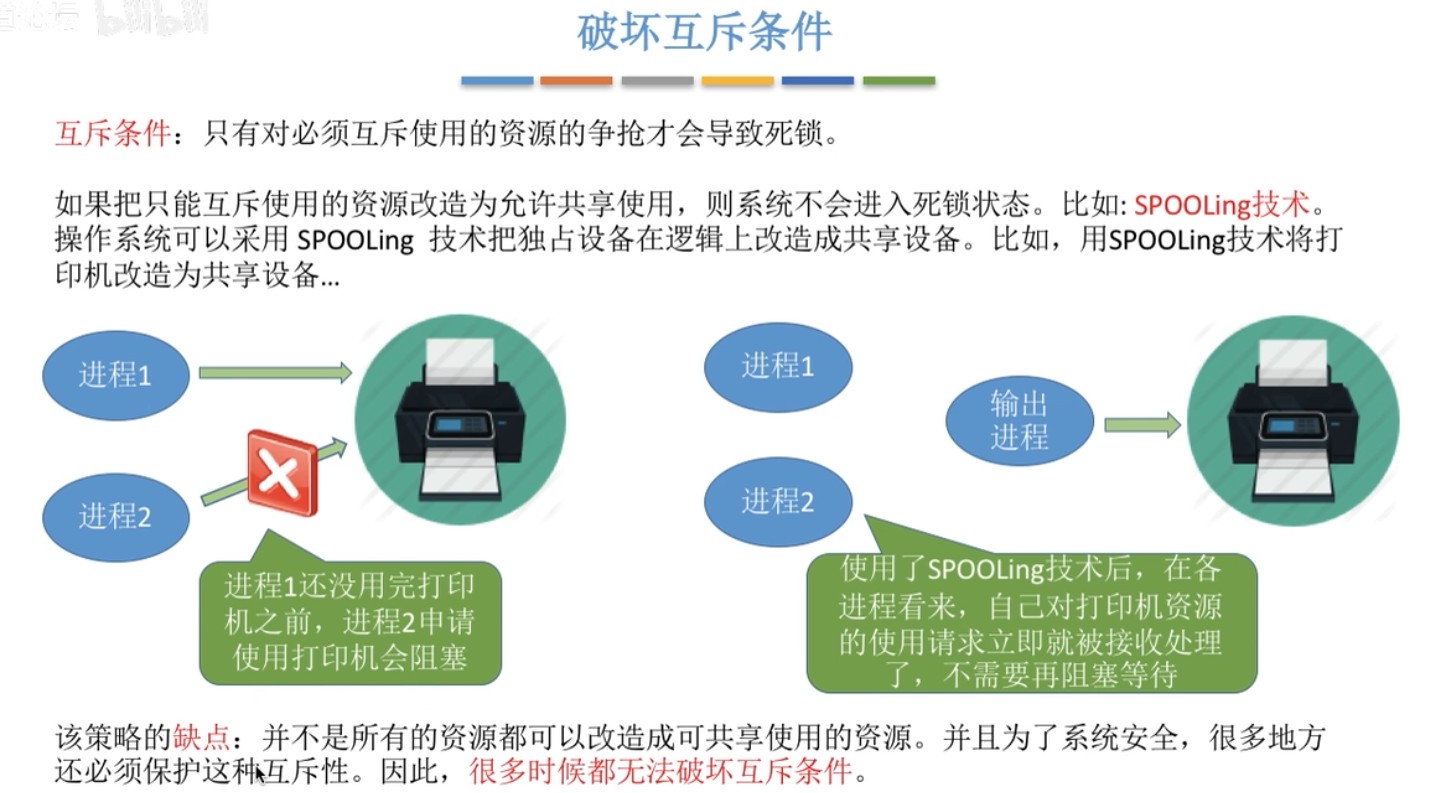 bilibili
破坏互斥条件
互斥条件：只有对必须互斥使用的资源的争抢才会导致死锁。
如果把只能互斥使用的资源改造为允许共享使用，则系统不会进入死锁状态。比如: SPOOLing技术。
操作系统可以采用 SPOOLing 技术把独占设备在逻辑上改造成共享设备。比如，用SPOOLing技术将打
印机改造为共享设备...
进程1
进程2
进程1还没用完打印
机之前，进程2申请
使用打印机会阻塞
进程1
进程2
输出
进程
使用了SPOOLing技术后，在各
进程看来，自己对打印机资源
的使用请求立即就被接收处理
了，不需要再阻塞等待
该策略的缺点：并不是所有的资源都可以改造成可共享使用的资源。并且为了系统安全，很多地方
还必须保护这种互斥性。因此，很多时候都无法破坏互斥条件。